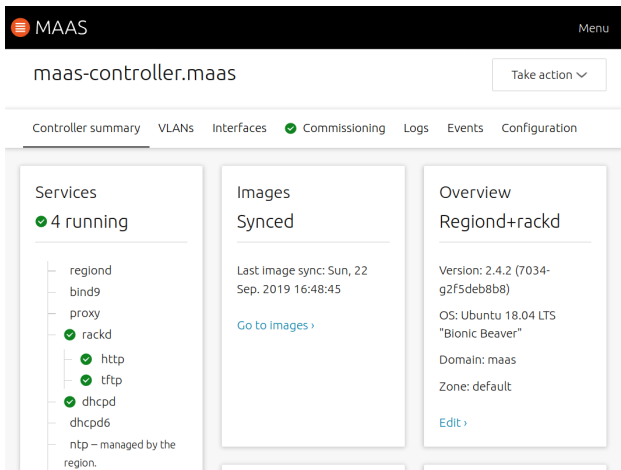 MAAS
Menu
maas-controller.maas
Take action
Controller summary
VLANs
Interfaces
Commissioning
Logs
Events
Configuration
Services
4 running
regiond
bind9
proxy
rackd
http
tftp
dhcpd
dhcpd6
ntp – managed by the
region.
Images
Synced
Last image sync: Sun, 22
Sep. 2019 16:48:45
Go to images ›
Overview
Regiond+rackd
Version: 2.4.2 (7034-
g2f5deb8b8)
OS: Ubuntu 18.04 LTS
"Bionic Beaver"
Domain: maas
Zone: default
Edit ›